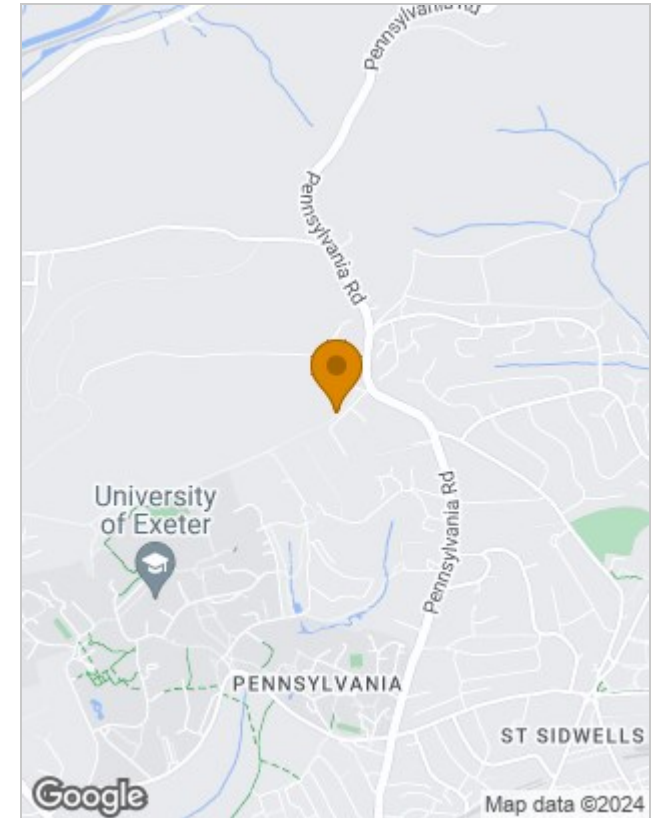 Pennsylvania Rd
Pennsylvania Rd
Pennsylvania Rd
University
of Exeter
PENNSYLVANIA
ST SIDWELLS
Google
Map data ©2024